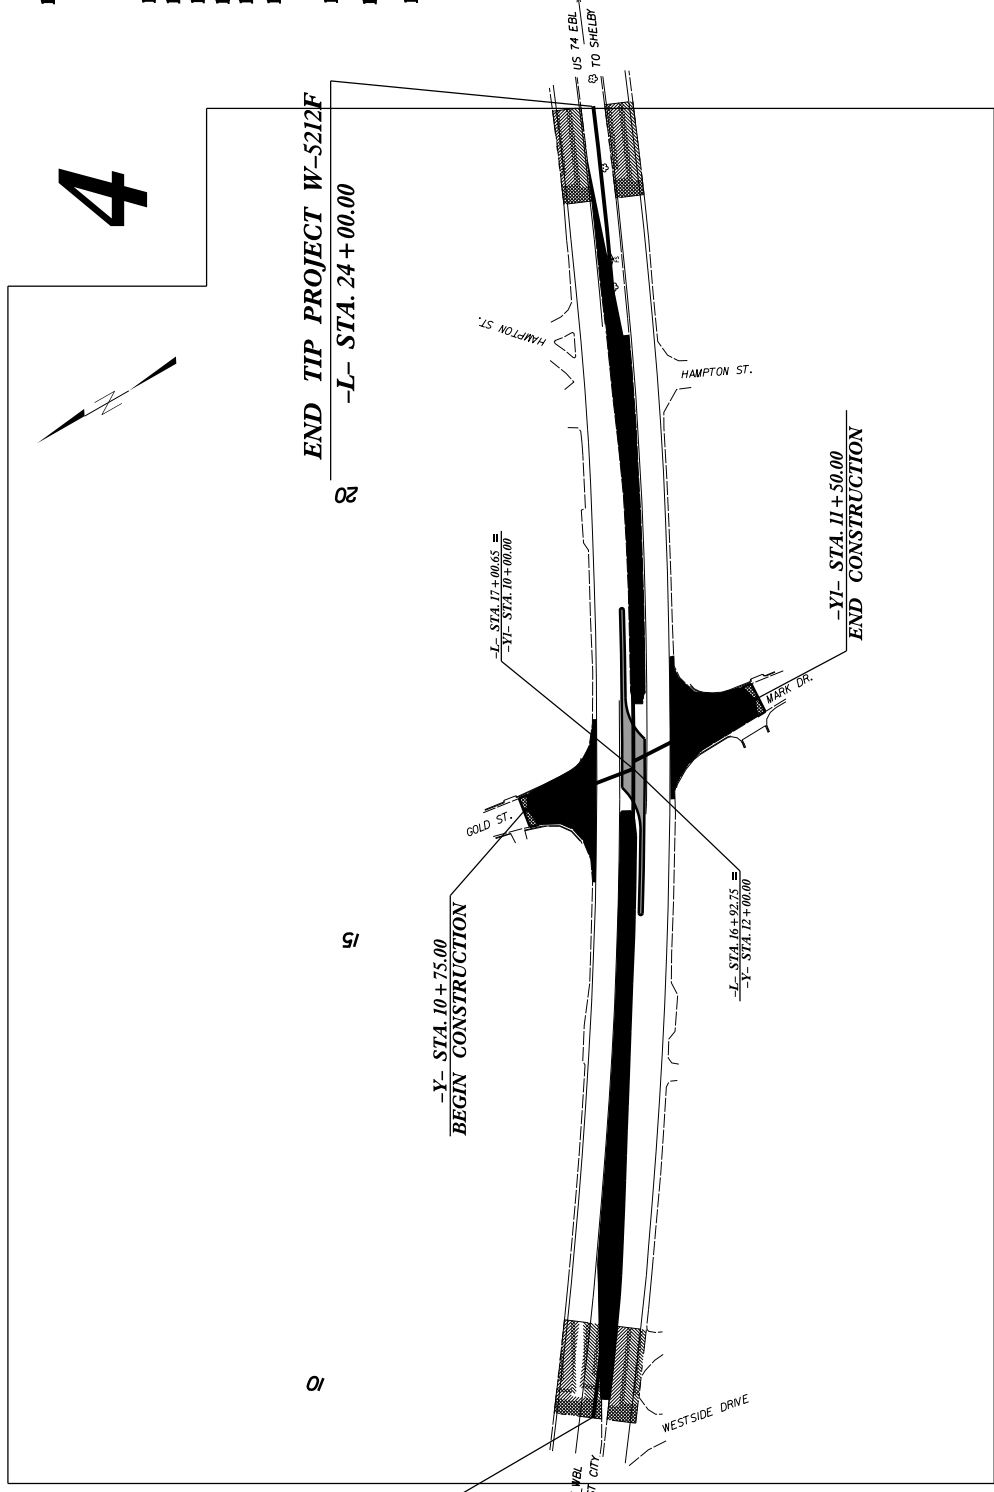 US 74 EBL
TO SHELBY
4
END TIP PROJECT W-5212F
-L- STA. 24+00.00
HAMPTON ST.
HAMPTON ST.
N
20
-L- STA. 17+00.65 =
-Y1- STA. 10+00.00
-Y1- STA. 11+50.00
END CONSTRUCTION
MARK DR.
GOLD ST.
-L- STA. 16+92.75 =
-Y- STA. 12+00.00
15
-Y- STA. 10+75.00
BEGIN CONSTRUCTION
10
WESTSIDE DRIVE
WBL
CITY